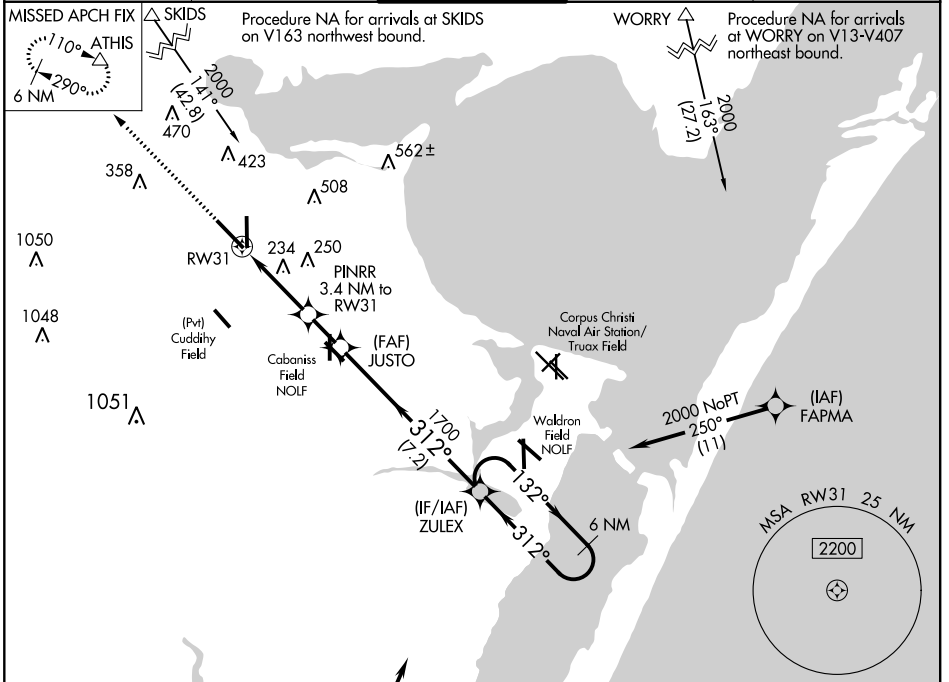 MISSED APCH FIX
110°
ATHIS
290°
6 NM
SKIDS
Procedure NA for arrivals at SKIDS
on V163 northwest bound.
2000
141°
(42.8)
WORRY
Procedure NA for arrivals
at WORRY on V13-V407
northeast bound.
2000
163°
(27.2)
470
423
562±
358
508
1050
RW31
234
250
PINRR
3.4 NM to
RW31
1048
(Pvt)
Cuddihy
Field
Cabaniss
Field
NOLF
(FAF)
JUSTO
Corpus Christi
Naval Air Station/
Truax Field
1051
1700
312°
(7.2)
Waldron
Field
NOLF
2000 NoPT
250°
(11)
(IAF)
FAPMA
(IF/IAF)
ZULEX
132°
312°
6 NM
MSA RW31 25 NM
2200